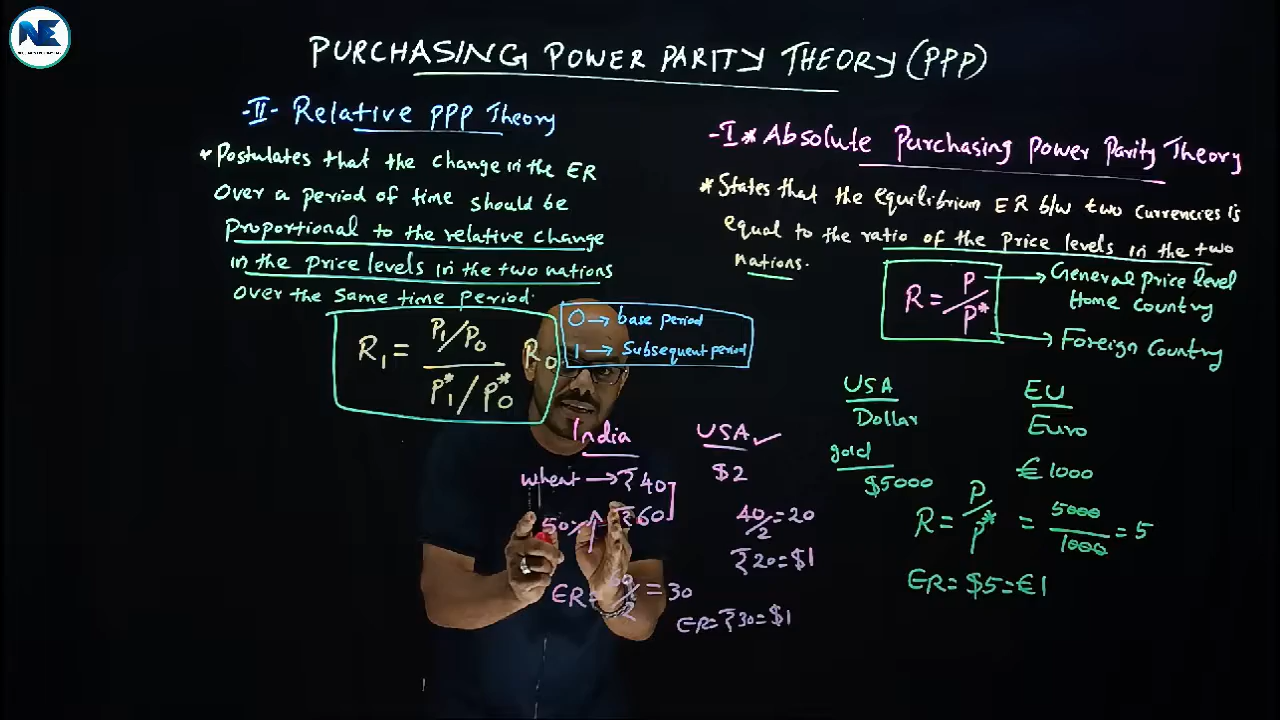 NE
PURCHASING POWER PARITY THEORY (PPP)
-II- Relative PPP Theory
* Postulates that the change in the ER
over a period of time should be
proportional to the relative change
in the price levels in the two nations
over the same time period.
R₁ = P₁/P₀ / P₁*/P₀* R₀
0 → base period
1 → Subsequent period
India
wheat → ₹40
50% ↑ ₹60
ER = /2 = 30
USA ✓
$2
40/2 = 20
₹20 = $1
ER = ₹30 = $1
-I * Absolute Purchasing Power Parity Theory
* States that the equilibrium ER b/w two currencies is
equal to the ratio of the price levels in the two
nations.
R = P/P*
→ General price level
Home Country
→ Foreign Country
USA
Dollar
gold
$5000
EU
Euro
€1000
R = P/P* = 5000/1000 = 5
ER = $5 = €1